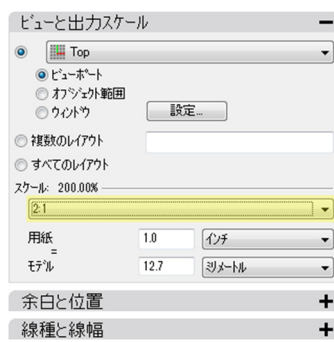 ビューと出力スケール
Top
ビューポート
オブジェクト範囲
ウィンドウ 設定...
複数のレイアウト
すべてのレイアウト
スケール: 200.00%
2:1
用紙 1.0 インチ
=
モデル 12.7 ミリメートル
余白と位置
線種と線幅